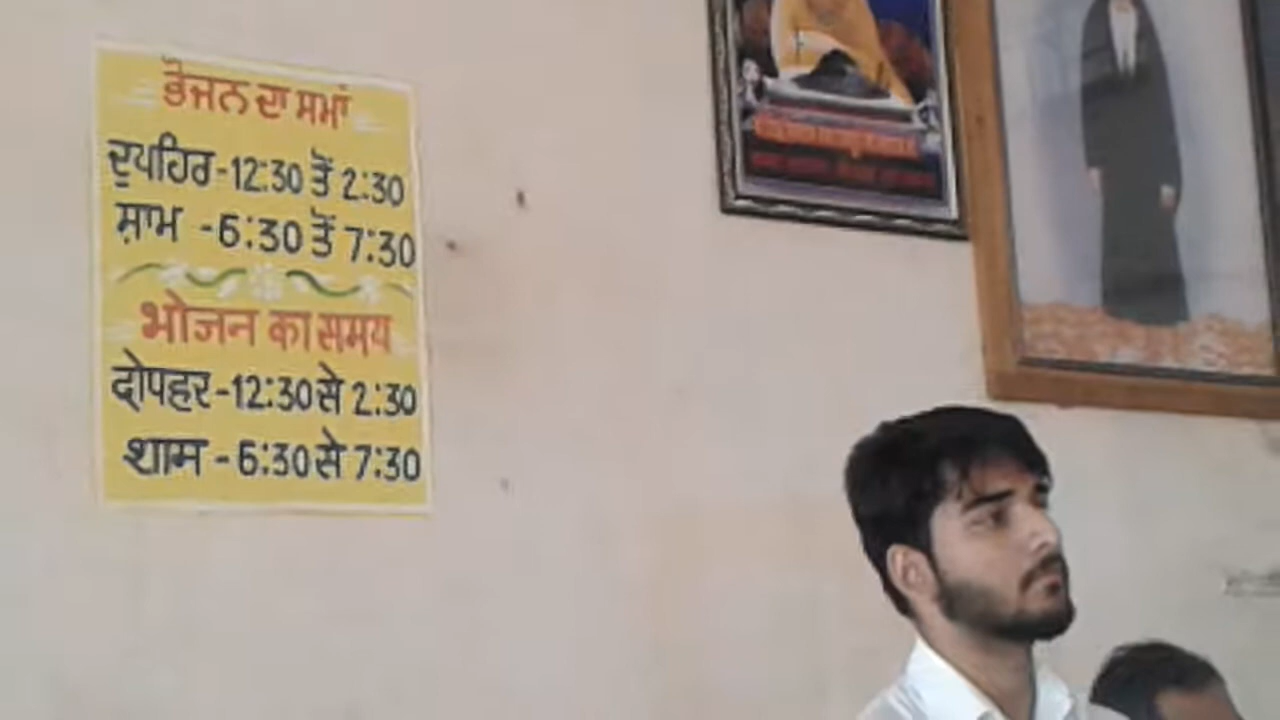 ਭੋਜਨ ਦਾ ਸਮਾਂ
ਦੁਪਹਿਰ-12:30 ਤੋਂ 2:30
ਸ਼ਾਮ -6:30 ਤੋਂ 7:30
भोजन का समय
दोपहर-12:30 से 2:30
शाम - 6:30 से 7:30